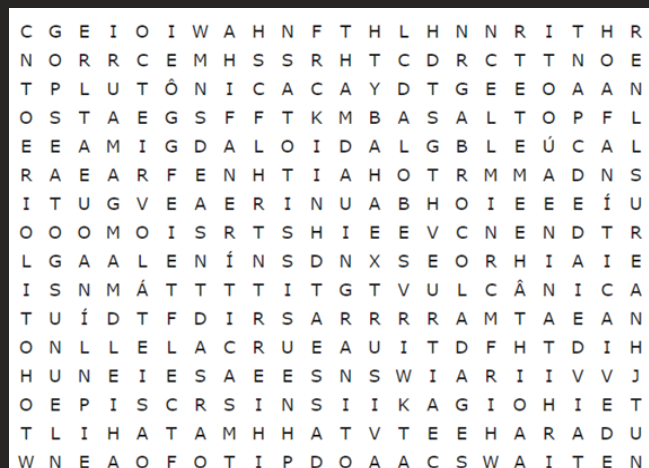 C G E I O I W A H N F T H L H N N R I T H R
N O R R C E M H S S R H T C D R C T T N O E
T P L U T Ô N I C A C A Y D T G E E O A A N
O S T A E G S F F T K M B A S A L T O P F L
E E A M I G D A L O I D A L G B L E Ú C A L
R A E A R F E N H T I A H O T R M M A D N S
I T U G V E A E R I N U A B H O I E E E Í U
O O O M O I S R T S H I E E V C N E N D T R
L G A A L E N Í N S D N X S E O R H I A I E
I S N M Á T T T T I T G T V U L C Â N I C A
T U Í D T F D I R S A R R R R A M T A E A N
O N L L E L A C R U E A U I T D F H T D I H
H U N E I E S A E E S N S W I A R I I V V J
O E P I S C R S I N S I I K A G I O H I E T
T L I H A T A M H H A T V T E E H A R A D U
W N E A O F O T I P D O A A C S W A I T E N